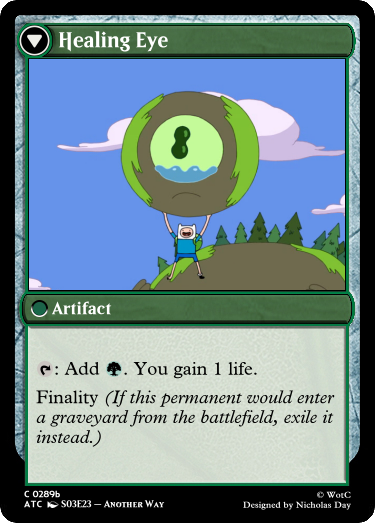 Healing Eye
Artifact
: Add . You gain 1 life.
Finality (If this permanent would enter
a graveyard from the battlefield, exile it
instead.)
C 0289b
ATC S03E23 – Another Way
© WotC
Designed by Nicholas Day